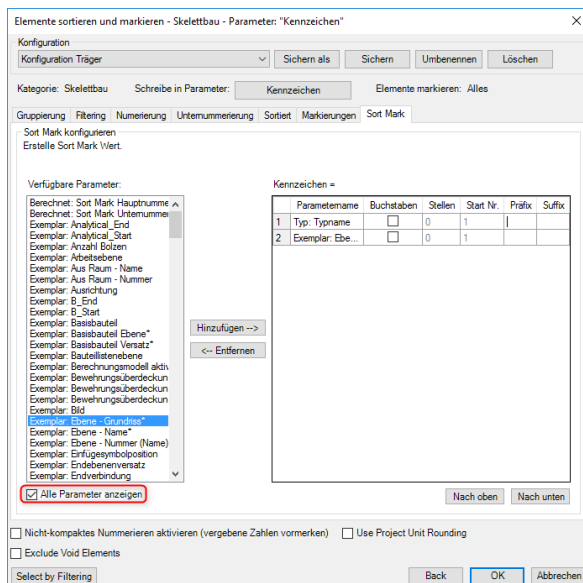 Elemente sortieren und markieren - Skelettbau - Parameter: "Kennzeichen"
Konfiguration
Konfiguration Träger Sichern als Sichern Umbenennen Löschen
Kategorie: Skelettbau Schreibe in Parameter: Kennzeichen Elemente markieren: Alles
Gruppierung Filtering Numerierung Unternummerierung Sortiert Markierungen Sort Mark
Sort Mark konfigurieren
Erstelle Sort Mark Wert.
Verfügbare Parameter: Kennzeichen =
Parametername Buchstaben Stellen Start Nr. Präfix Suffix
1 Typ: Typname 0 1
2 Exemplar: Ebe... 0 1
Berechnet: Sort Mark Hauptnumme
Berechnet: Sort Mark Unternummer
Exemplar: Analytical_End
Exemplar: Analytical_Start
Exemplar: Anzahl Bolzen
Exemplar: Arbeitsebene
Exemplar: Aus Raum - Name
Exemplar: Aus Raum - Nummer
Exemplar: Ausrichtung
Exemplar: B_End
Exemplar: B_Start
Exemplar: Basisbauteil
Exemplar: Basisbauteil Ebene*
Exemplar: Basisbauteil Versatz*
Exemplar: Bauteillistenebene
Exemplar: Berechnungsmodell aktiv
Exemplar: Bewehrungsüberdeckun
Exemplar: Bewehrungsüberdeckun
Exemplar: Bewehrungsüberdeckun
Exemplar: Bild
Exemplar: Ebene - Grundriss*
Exemplar: Ebene - Name*
Exemplar: Ebene - Nummer (Name)
Exemplar: Einfügesymbolposition
Exemplar: Endebenenversatz
Exemplar: Endverbindung
Hinzufügen -->
<-- Entfernen
Alle Parameter anzeigen Nach oben Nach unten
Nicht-kompaktes Nummerieren aktivieren (vergebene Zahlen vormerken) Use Project Unit Rounding
Exclude Void Elements
Select by Filtering Back OK Abbrechen